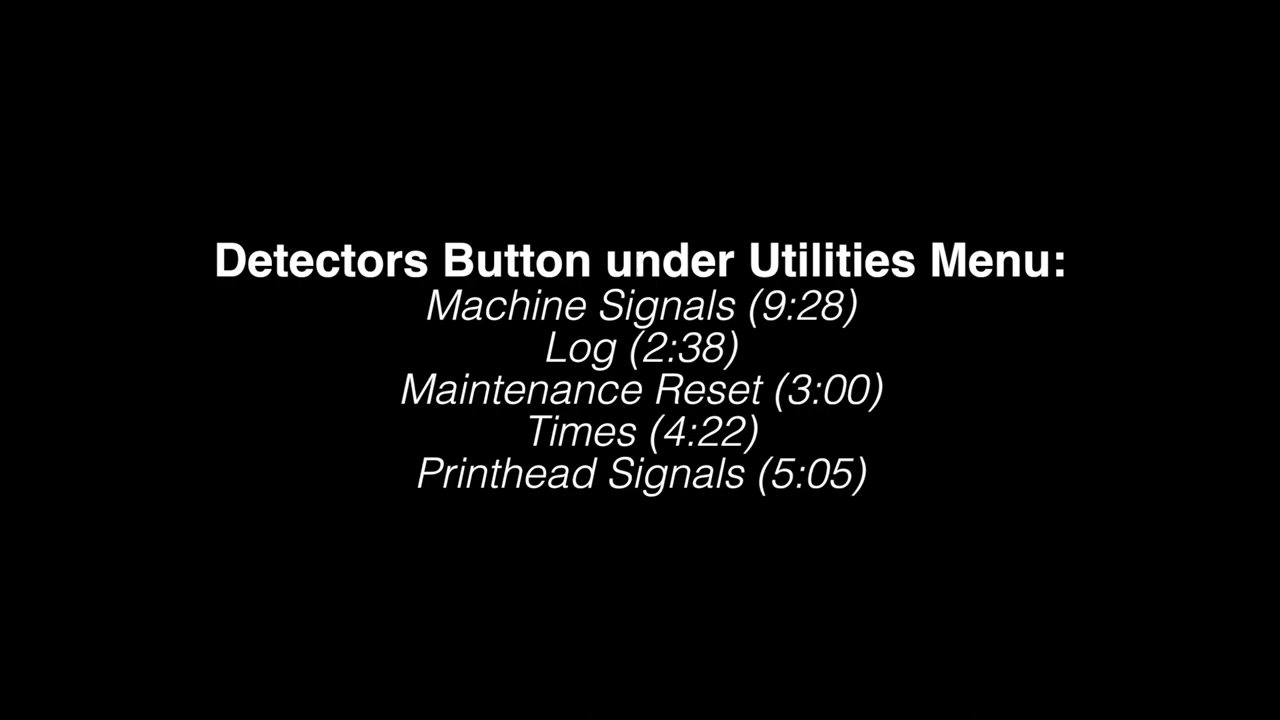 Detectors Button under Utilities Menu:
Machine Signals (9:28)
Log (2:38)
Maintenance Reset (3:00)
Times (4:22)
Printhead Signals (5:05)